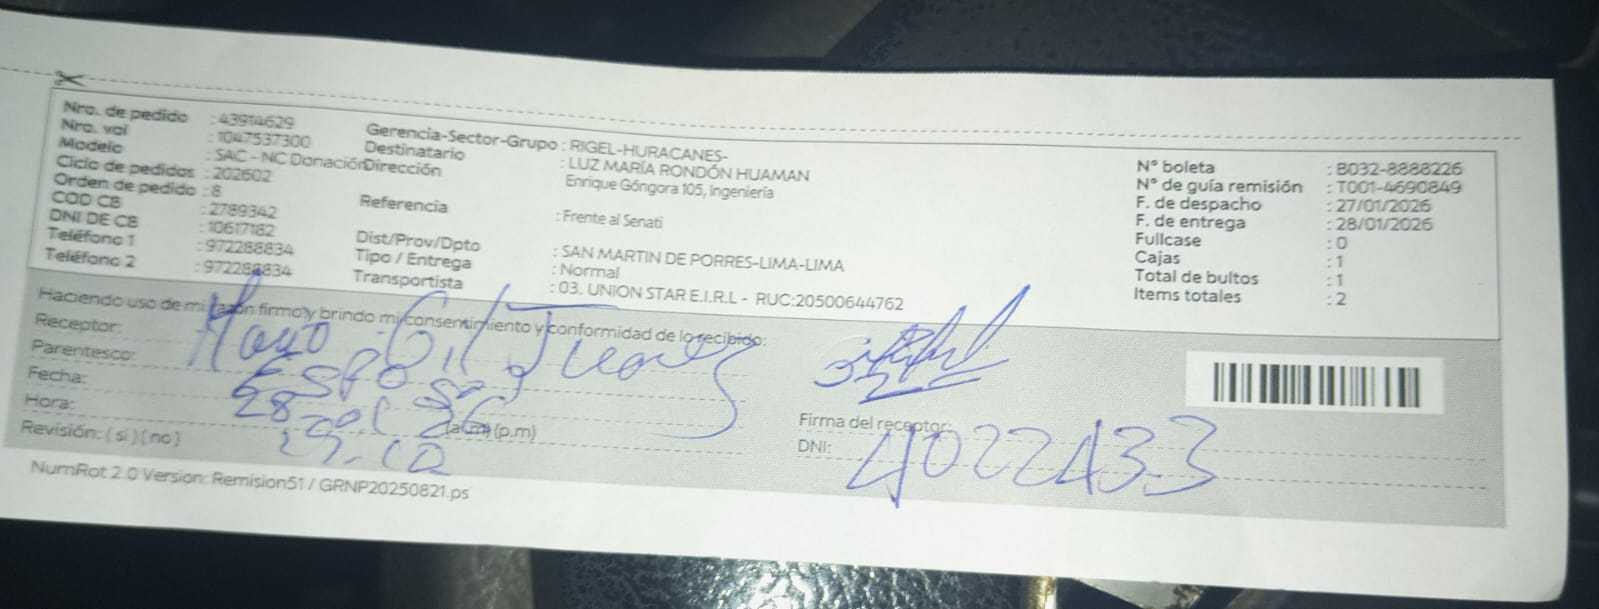 Nro. de pedido : 43914629
Nro. vol : 1047537300
Modelo : SAC - NC Donación
Ciclo de pedidos : 202602
Orden de pedido : 8
COD CB : 2789342
DNI DE CB : 10617182
Teléfono 1 : 972288834
Teléfono 2 : 972288834
Gerencia-Sector-Grupo : RIGEL-HURACANES-
Destinatario : LUZ MARÍA RONDÓN HUAMAN
Dirección Enrique Góngora 105, Ingeniería
Referencia : Frente al Senati
Dist/Prov/Dpto : SAN MARTIN DE PORRES-LIMA-LIMA
Tipo / Entrega : Normal
Transportista : 03. UNION STAR E.I.R.L - RUC:20500644762
N° boleta : B032-8888226
N° de guía remisión : T001-4690849
F. de despacho : 27/01/2026
F. de entrega : 28/01/2026
Fullcase : 0
Cajas : 1
Total de bultos : 1
Items totales : 2
Haciendo uso de mi razón firmo y brindo mi consentimiento y conformidad de lo recibido:
Receptor:
Parentesco: Esposo
Fecha:
Hora: (a.m) (p.m)
Revisión: ( si ) ( no )
Firma del receptor:
DNI:
NumRot 2.0 Version: Remision51 / GRNP20250821.ps